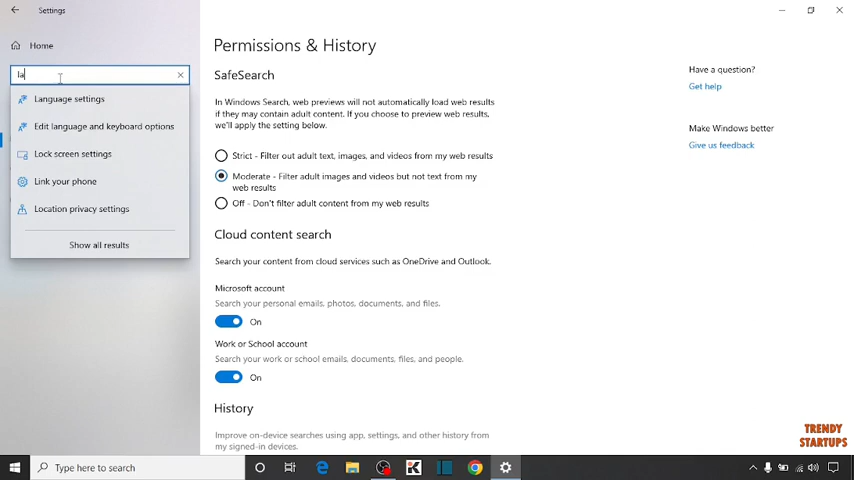 Settings
Home
la
Language settings
Edit language and keyboard options
Lock screen settings
Link your phone
Location privacy settings
Show all results
Permissions & History
SafeSearch
In Windows Search, web previews will not automatically load web results
if they may contain adult content. If you choose to preview web results,
we'll apply the setting below.
Strict - Filter out adult text, images, and videos from my web results
Moderate - Filter adult images and videos but not text from my
web results
Off - Don't filter adult content from my web results
Cloud content search
Search your content from cloud services such as OneDrive and Outlook.
Microsoft account
Search your personal emails, photos, documents, and files.
On
Work or School account
Search your work or school emails, documents, files, and people.
On
History
Improve on-device searches using app, settings, and other history from
my signed-in devices.
Have a question?
Get help
Make Windows better
Give us feedback
TRENDY
STARTUPS
Type here to search